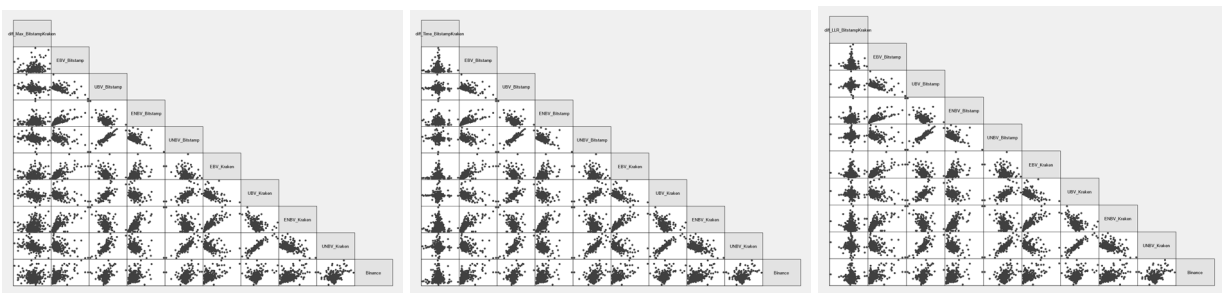 diff_Max_BitstampKraken
EBV_Bitstamp
UBV_Bitstamp
ENBV_Bitstamp
UNBV_Bitstamp
EBV_Kraken
UBV_Kraken
ENBV_Kraken
UNBV_Kraken
Binance
diff_Time_BitstampKraken
EBV_Bitstamp
UBV_Bitstamp
ENBV_Bitstamp
UNBV_Bitstamp
EBV_Kraken
UBV_Kraken
ENBV_Kraken
UNBV_Kraken
Binance
diff_LLR_BitstampKraken
EBV_Bitstamp
UBV_Bitstamp
ENBV_Bitstamp
UNBV_Bitstamp
EBV_Kraken
UBV_Kraken
ENBV_Kraken
UNBV_Kraken
Binance